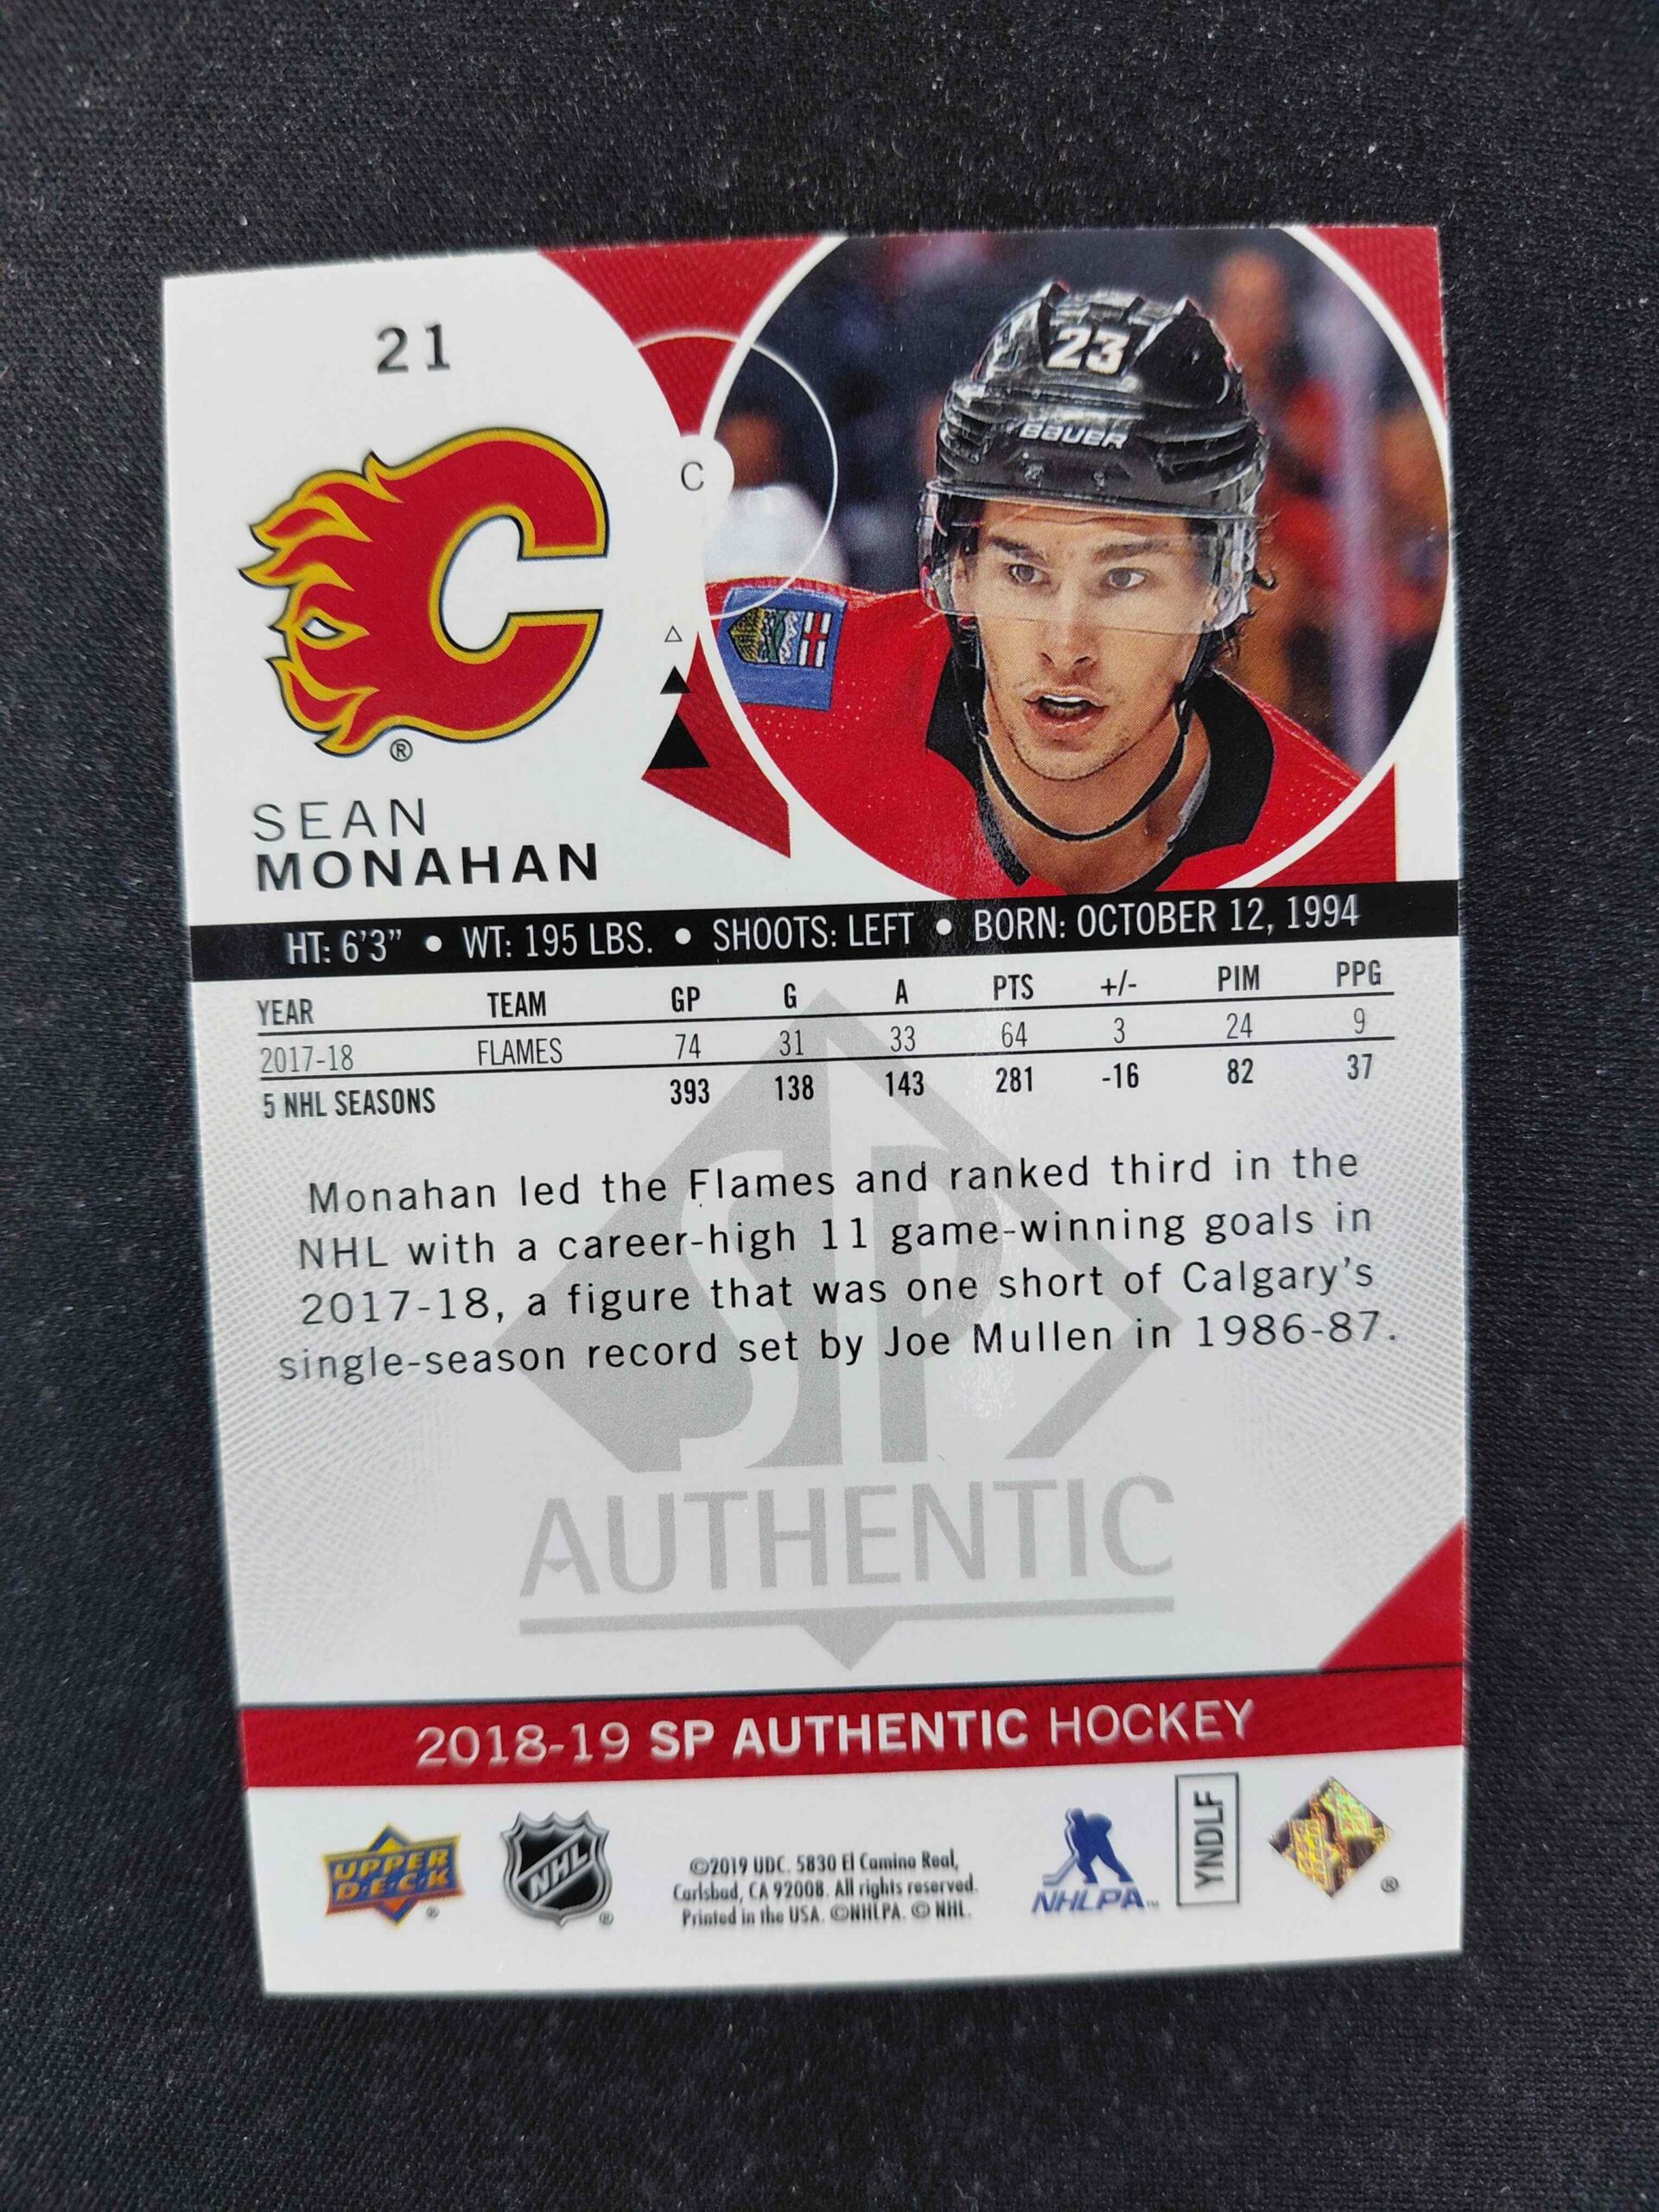 21
23
BAUER
C
®
SEAN
MONAHAN
HT: 6'3" • WT: 195 LBS. • SHOOTS: LEFT • BORN: OCTOBER 12, 1994
YEAR TEAM GP G A PTS +/- PIM PPG
2017-18 FLAMES 74 31 33 64 3 24 9
5 NHL SEASONS 393 138 143 281 -16 82 37
Monahan led the Flames and ranked third in the
NHL with a career-high 11 game-winning goals in
2017-18, a figure that was one short of Calgary's
single-season record set by Joe Mullen in 1986-87.
SP
AUTHENTIC
2018-19 SP AUTHENTIC HOCKEY
UPPER
DECK
®
NHL
®
©2019 UDC. 5830 El Camino Real,
Carlsbad, CA 92008. All rights reserved.
Printed in the USA. ©NHLPA. © NHL.
NHLPA™
YNDLF
®